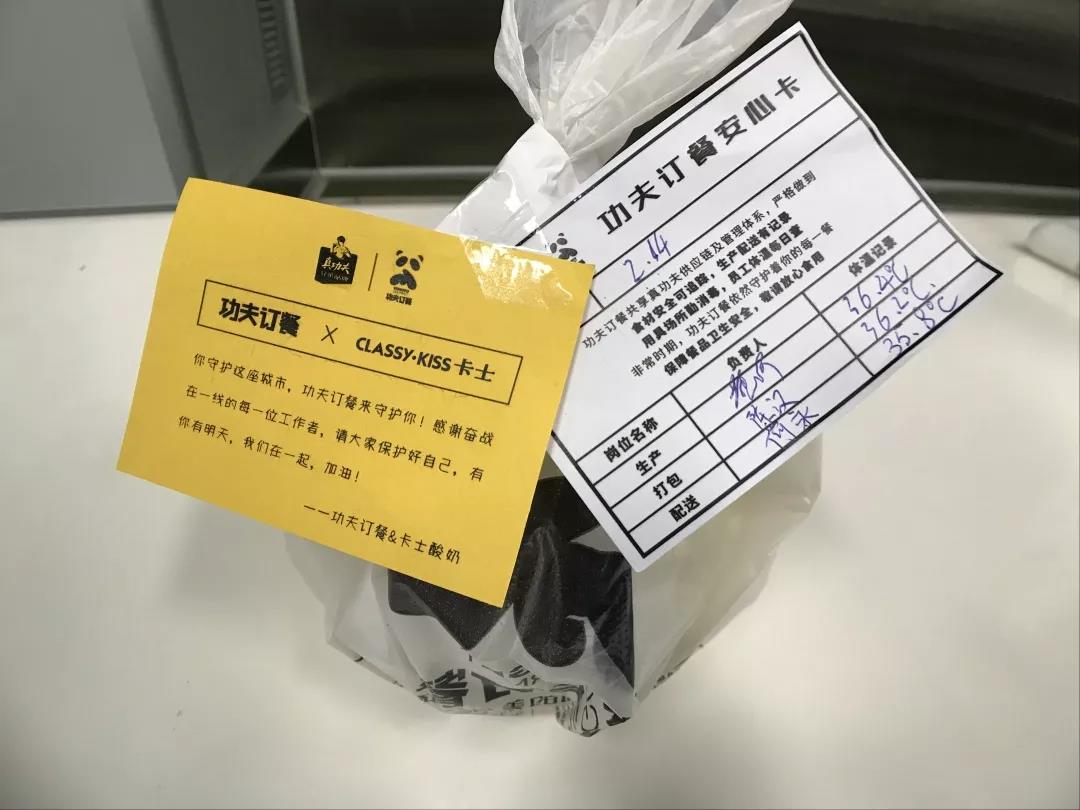 真功夫
功夫订餐
功夫订餐 × CLASSY·KISS 卡士
你守护这座城市，功夫订餐来守护你！感谢奋战
在一线的每一位工作者，请大家保护好自己，有
你有明天，我们在一起，加油！
——功夫订餐&卡士酸奶
功夫订餐安心卡
2.14
功夫订餐共享真功夫供应链及管理体系，严格做到
食材安全可追踪，生产配送有记录
用具场所勤消毒，员工体温每日查
非常时期，功夫订餐依然守护着你的每一餐
保障餐品卫生安全，敬请放心食用
岗位名称 负责人 体温记录
生产 36.4℃
打包 36.2℃
配送 35.8℃